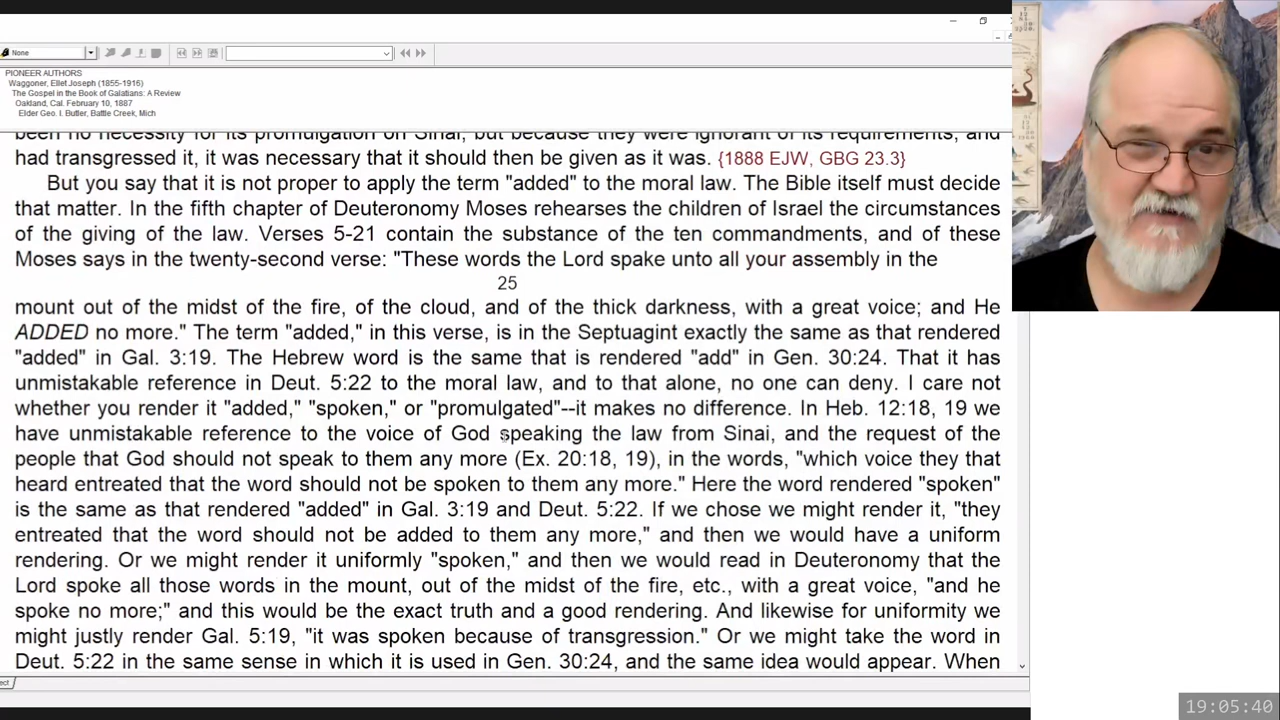 None
PIONEER AUTHORS
Waggoner, Ellet Joseph (1855-1916)
The Gospel in the Book of Galatians: A Review
Oakland, Cal. February 10, 1887
Elder Geo. I. Butler, Battle Creek, Mich
been no necessity for its promulgation on Sinai; but because they were ignorant of its requirements, and
had transgressed it, it was necessary that it should then be given as it was. {1888 EJW, GBG 23.3}
But you say that it is not proper to apply the term "added" to the moral law. The Bible itself must decide
that matter. In the fifth chapter of Deuteronomy Moses rehearses the children of Israel the circumstances
of the giving of the law. Verses 5-21 contain the substance of the ten commandments, and of these
Moses says in the twenty-second verse: "These words the Lord spake unto all your assembly in the
25
mount out of the midst of the fire, of the cloud, and of the thick darkness, with a great voice; and He
ADDED no more." The term "added," in this verse, is in the Septuagint exactly the same as that rendered
"added" in Gal. 3:19. The Hebrew word is the same that is rendered "add" in Gen. 30:24. That it has
unmistakable reference in Deut. 5:22 to the moral law, and to that alone, no one can deny. I care not
whether you render it "added," "spoken," or "promulgated"--it makes no difference. In Heb. 12:18, 19 we
have unmistakable reference to the voice of God speaking the law from Sinai, and the request of the
people that God should not speak to them any more (Ex. 20:18, 19), in the words, "which voice they that
heard entreated that the word should not be spoken to them any more." Here the word rendered "spoken"
is the same as that rendered "added" in Gal. 3:19 and Deut. 5:22. If we chose we might render it, "they
entreated that the word should not be added to them any more," and then we would have a uniform
rendering. Or we might render it uniformly "spoken," and then we would read in Deuteronomy that the
Lord spoke all those words in the mount, out of the midst of the fire, etc., with a great voice, "and he
spoke no more;" and this would be the exact truth and a good rendering. And likewise for uniformity we
might justly render Gal. 5:19, "it was spoken because of transgression." Or we might take the word in
Deut. 5:22 in the same sense in which it is used in Gen. 30:24, and the same idea would appear. When
ect
19:05:40